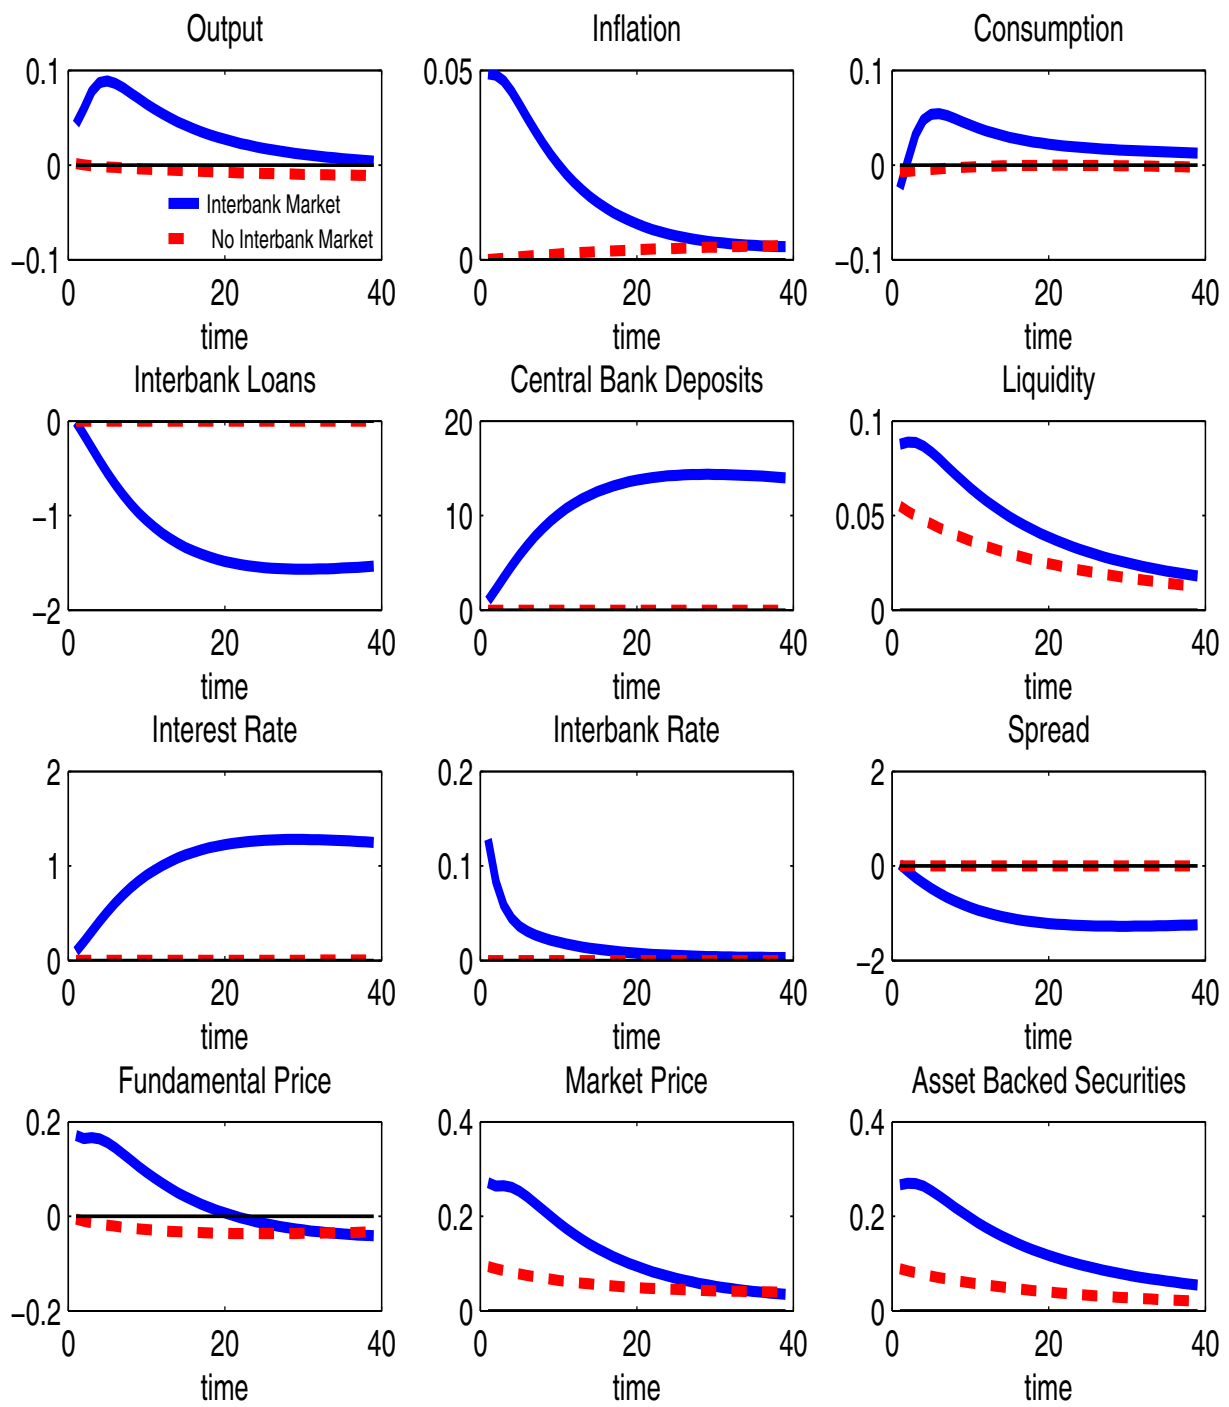 Output Inflation Consumption
0.1 0.05 0.1
0 0
Interbank Market
No Interbank Market
−0.1 0 −0.1
0 20 40 0 20 40 0 20 40
time time time
Interbank Loans Central Bank Deposits Liquidity
0 20 0.1
−1 10 0.05
−2 0 0
0 20 40 0 20 40 0 20 40
time time time
Interest Rate Interbank Rate Spread
2 0.2 2
1 0.1 0
0 0 −2
0 20 40 0 20 40 0 20 40
time time time
Fundamental Price Market Price Asset Backed Securities
0.2 0.4 0.4
0 0.2 0.2
−0.2 0 0
0 20 40 0 20 40 0 20 40
time time time